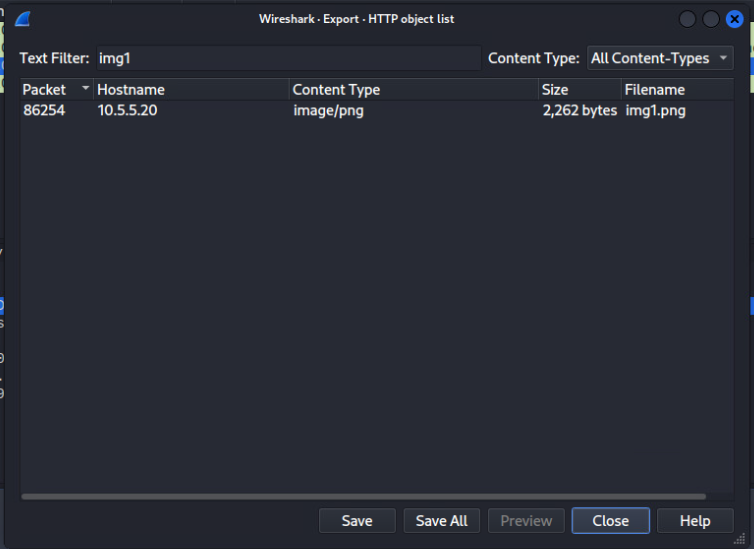 Wireshark · Export · HTTP object list
Text Filter: img1 Content Type: All Content-Types
Packet Hostname Content Type Size Filename
86254 10.5.5.20 image/png 2,262 bytes img1.png
Save Save All Preview Close Help